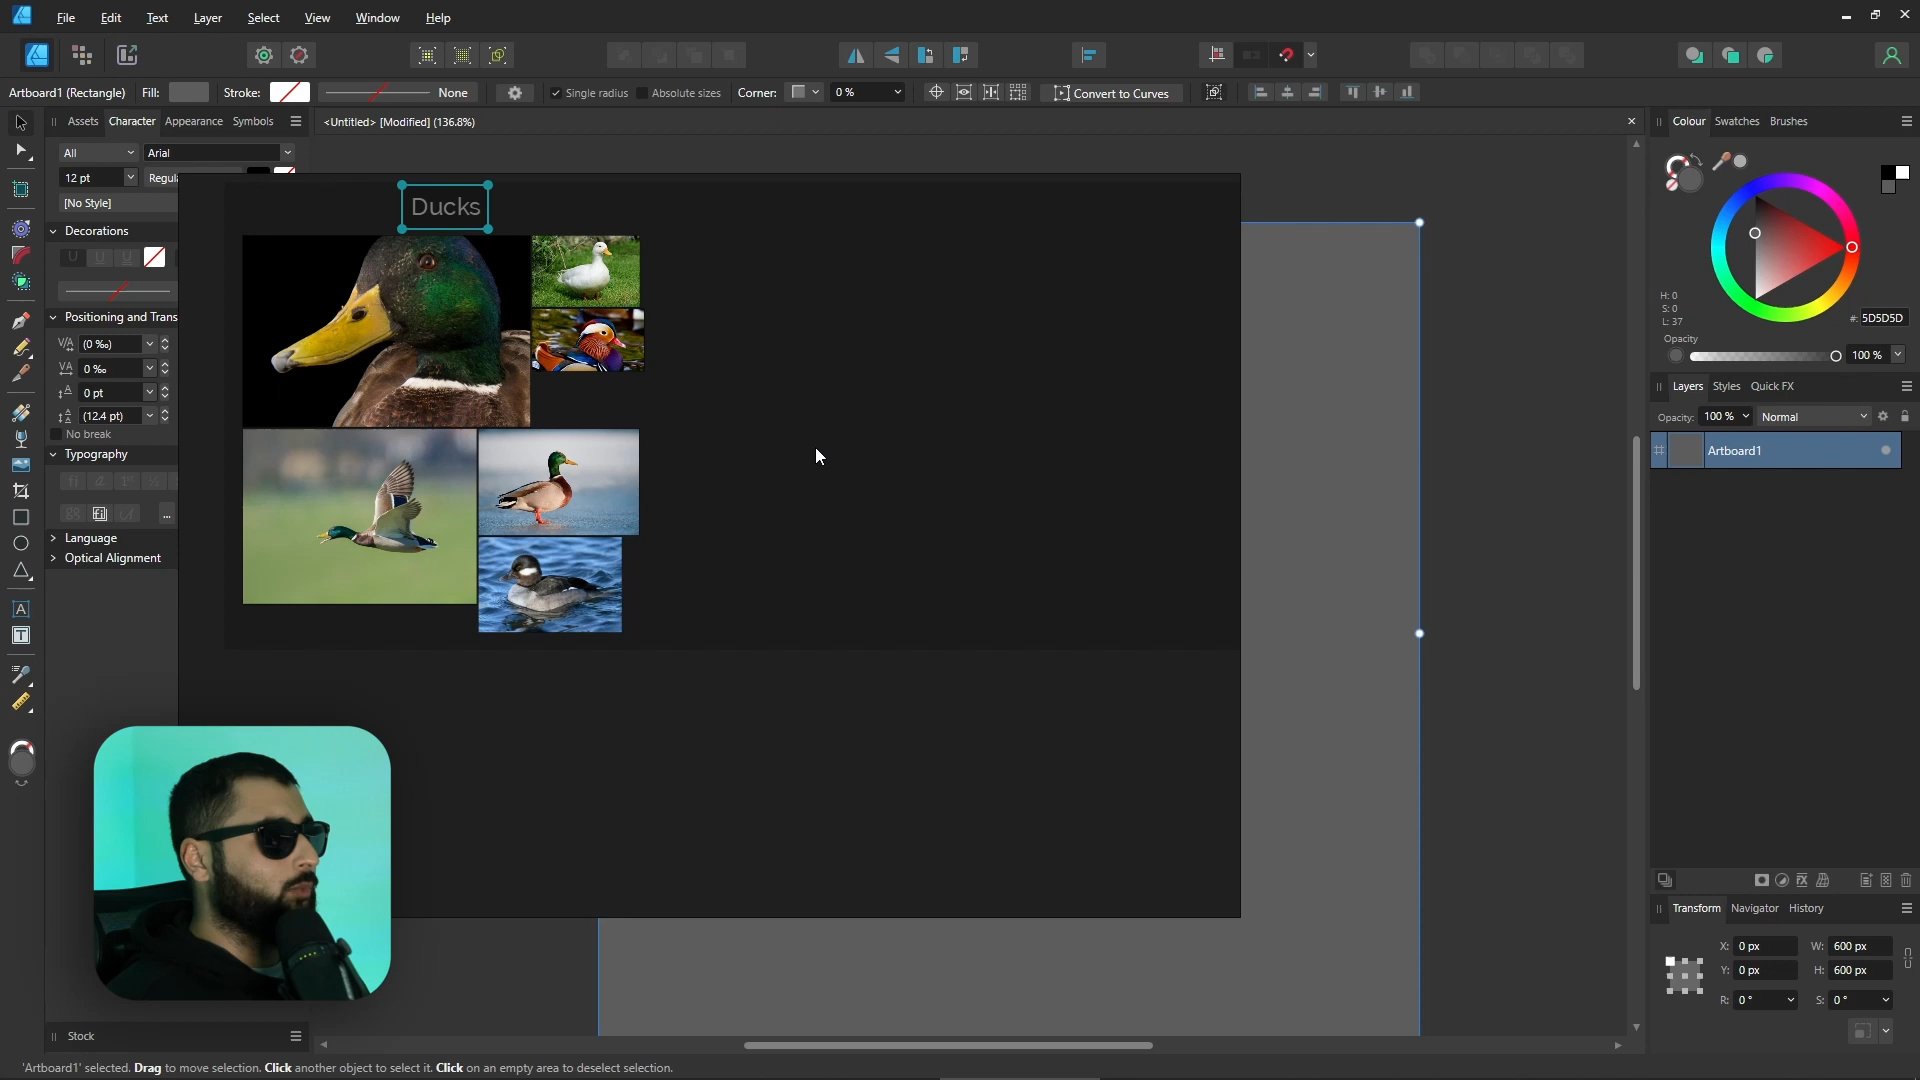 File Edit Text Layer Select View Window Help
Artboard1 (Rectangle) Fill: Stroke: None Single radius Absolute sizes Corner: 0 % Convert to Curves
Assets Character Appearance Symbols
<Untitled> [Modified] (136.8%)
All Arial
12 pt
[No Style]
Decorations
Positioning and Trans
(0 ‰)
0 ‰
0 pt
(12.4 pt)
No break
Typography
Language
Optical Alignment
Ducks
Colour Swatches Brushes
H: 0
S: 0
L: 37
#: 5D5D5D
Opacity
100 %
Layers Styles Quick FX
Opacity: 100 % Normal
Artboard1
Transform Navigator History
X: 0 px W: 600 px
Y: 0 px H: 600 px
R: 0 ° S: 0 °
Stock
'Artboard1' selected. Drag to move selection. Click another object to select it. Click on an empty area to deselect selection.